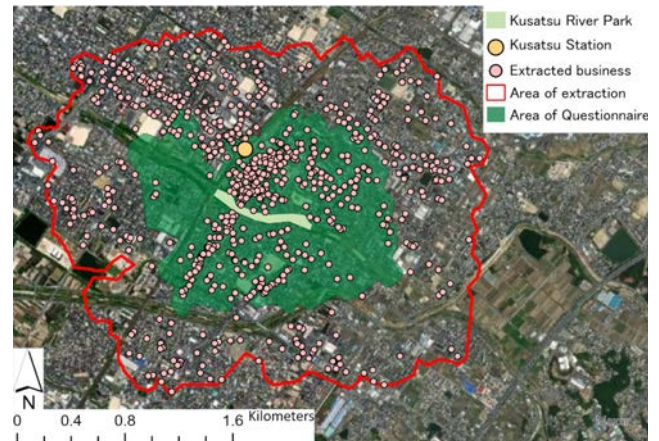 Kusatsu River Park
Kusatsu Station
Extracted business
Area of extraction
Area of Questionnaire
N
0 0.4 0.8 1.6 Kilometers